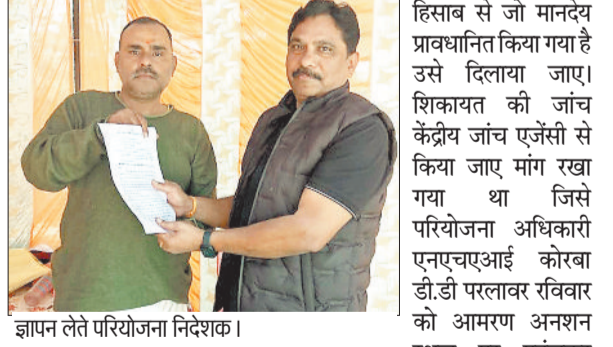 ज्ञापन लेते परियोजना निदेशक।
हिसाब से जो मानदेय
प्रावधानित किया गया है
उसे दिलाया जाए।
शिकायत की जांच
केंद्रीय जांच एजेंसी से
किया जाए मांग रखा
गया था जिसे
परियोजना अधिकारी
एनएचएआई कोरबा
डी.डी परलावर रविवार
को आमरण अनशन